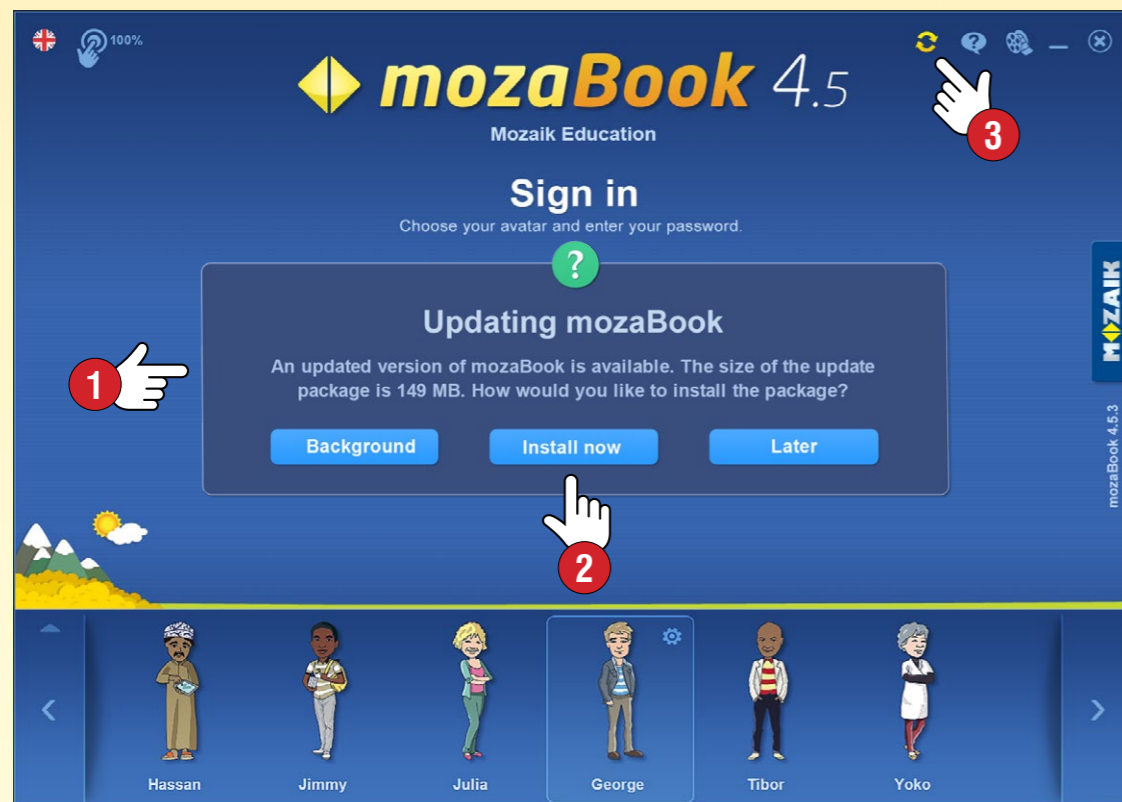 100%
mozaBook 4.5
Mozaik Education
3
Sign in
Choose your avatar and enter your password.
?
Updating mozaBook
An updated version of mozaBook is available. The size of the update
package is 149 MB. How would you like to install the package?
1
Background Install now Later
2
MOZAIK
mozaBook 4.5.3
Hassan Jimmy Julia George Tibor Yoko